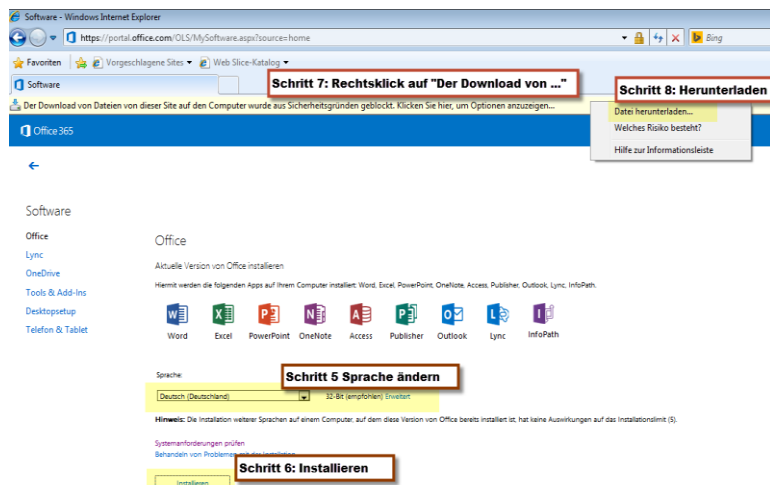 Software - Windows Internet Explorer
https://portal.office.com/OLS/MySoftware.aspx?source=home
Bing
Favoriten
Vorgeschlagene Sites
Web Slice-Katalog
Software
Schritt 7: Rechtsklick auf "Der Download von ..."
Schritt 8: Herunterladen
Der Download von Dateien von dieser Site auf den Computer wurde aus Sicherheitsgründen geblockt. Klicken Sie hier, um Optionen anzuzeigen...
Datei herunterladen...
Welches Risiko besteht?
Hilfe zur Informationsleiste
Office 365
Software
Office
Lync
OneDrive
Tools & Add-Ins
Desktopsetup
Telefon & Tablet
Office
Aktuelle Version von Office installieren
Hiermit werden die folgenden Apps auf Ihrem Computer installiert: Word, Excel, PowerPoint, OneNote, Access, Publisher, Outlook, Lync, InfoPath.
Word Excel PowerPoint OneNote Access Publisher Outlook Lync InfoPath
Sprache:
Schritt 5 Sprache ändern
Deutsch (Deutschland)
32-Bit (empfohlen) Erweitert
Hinweis: Die Installation weiterer Sprachen auf einem Computer, auf dem diese Version von Office bereits installiert ist, hat keine Auswirkungen auf das Installationslimit (5).
Systemanforderungen prüfen
Behandeln von Problemen mit der Installation
Schritt 6: Installieren
Installieren